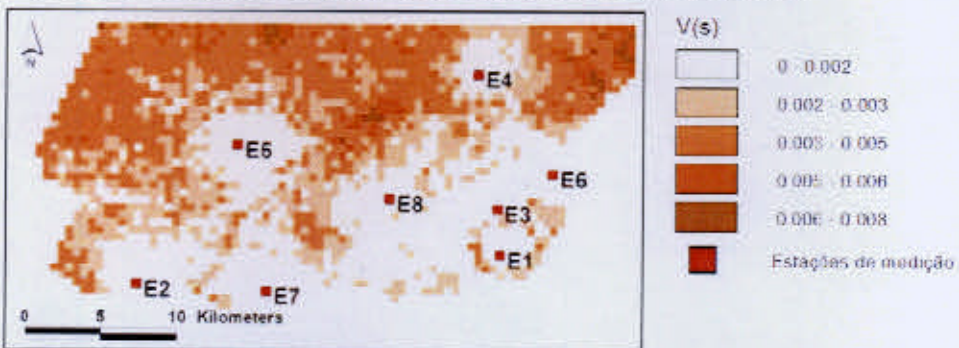 V(s)
0 - 0.002
0.002 - 0.003
0.003 - 0.005
0.005 - 0.006
0.006 - 0.008
Estações de medição
N
E4
E5
E6
E8
E3
E1
E2
E7
0 5 10 Kilometers